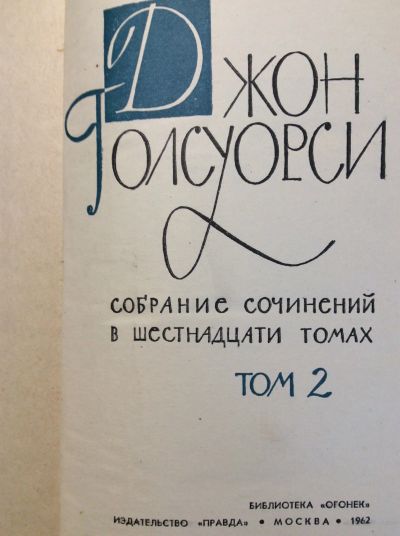 ДЖОН
ГОЛСУОРСИ
СОБРАНИЕ СОЧИНЕНИЙ
В ШЕСТНАДЦАТИ ТОМАХ
ТОМ 2
БИБЛИОТЕКА «ОГОНЕК»
ИЗДАТЕЛЬСТВО «ПРАВДА» • МОСКВА • 1962